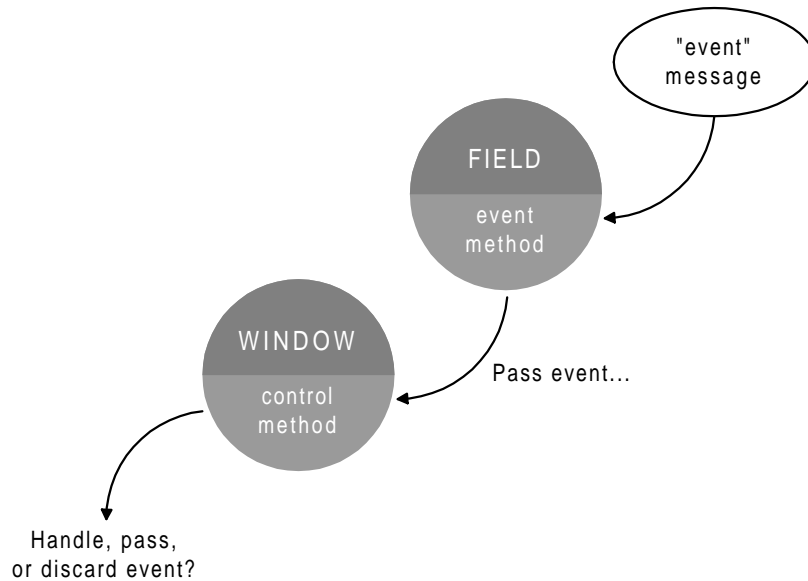 "event"
message
FIELD
event
method
Pass event...
WINDOW
control
method
Handle, pass,
or discard event?